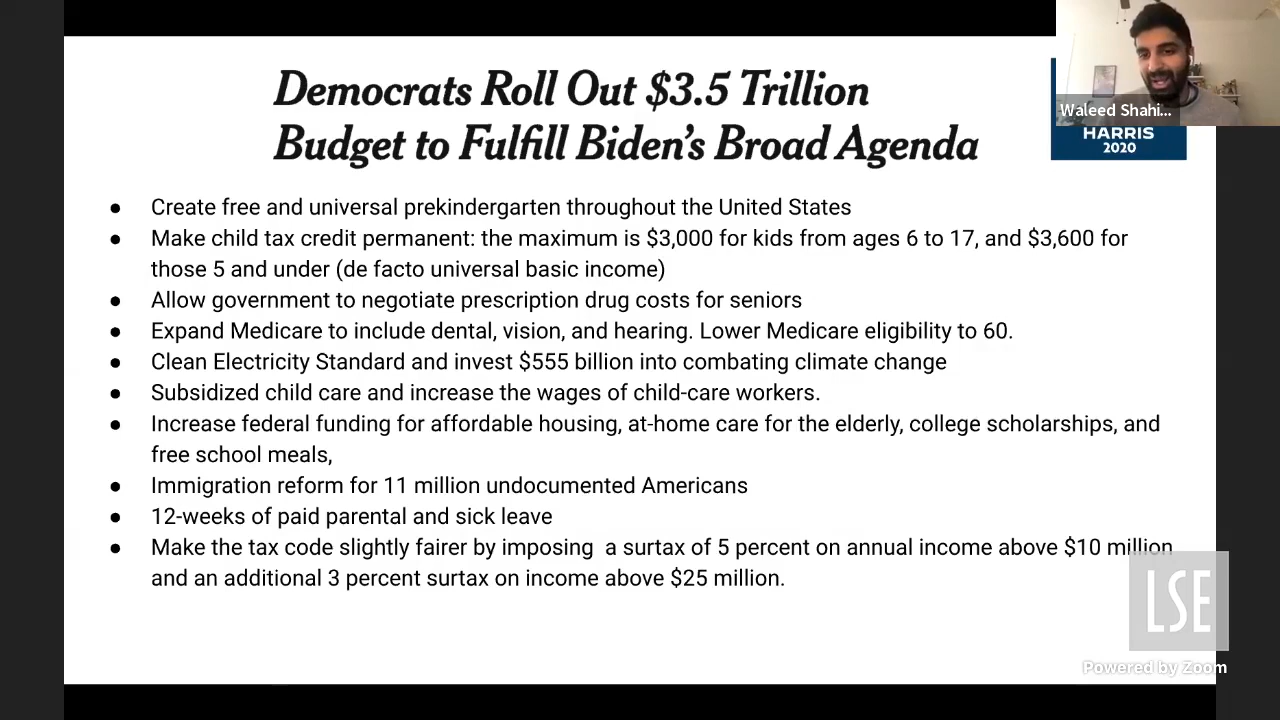 Democrats Roll Out $3.5 Trillion
Budget to Fulfill Biden's Broad Agenda
Waleed Shahi...
HARRIS
2020
● Create free and universal prekindergarten throughout the United States
● Make child tax credit permanent: the maximum is $3,000 for kids from ages 6 to 17, and $3,600 for
those 5 and under (de facto universal basic income)
● Allow government to negotiate prescription drug costs for seniors
● Expand Medicare to include dental, vision, and hearing. Lower Medicare eligibility to 60.
● Clean Electricity Standard and invest $555 billion into combating climate change
● Subsidized child care and increase the wages of child-care workers.
● Increase federal funding for affordable housing, at-home care for the elderly, college scholarships, and
free school meals,
● Immigration reform for 11 million undocumented Americans
● 12-weeks of paid parental and sick leave
● Make the tax code slightly fairer by imposing  a surtax of 5 percent on annual income above $10 million
and an additional 3 percent surtax on income above $25 million.
LSE
Powered by Zoom